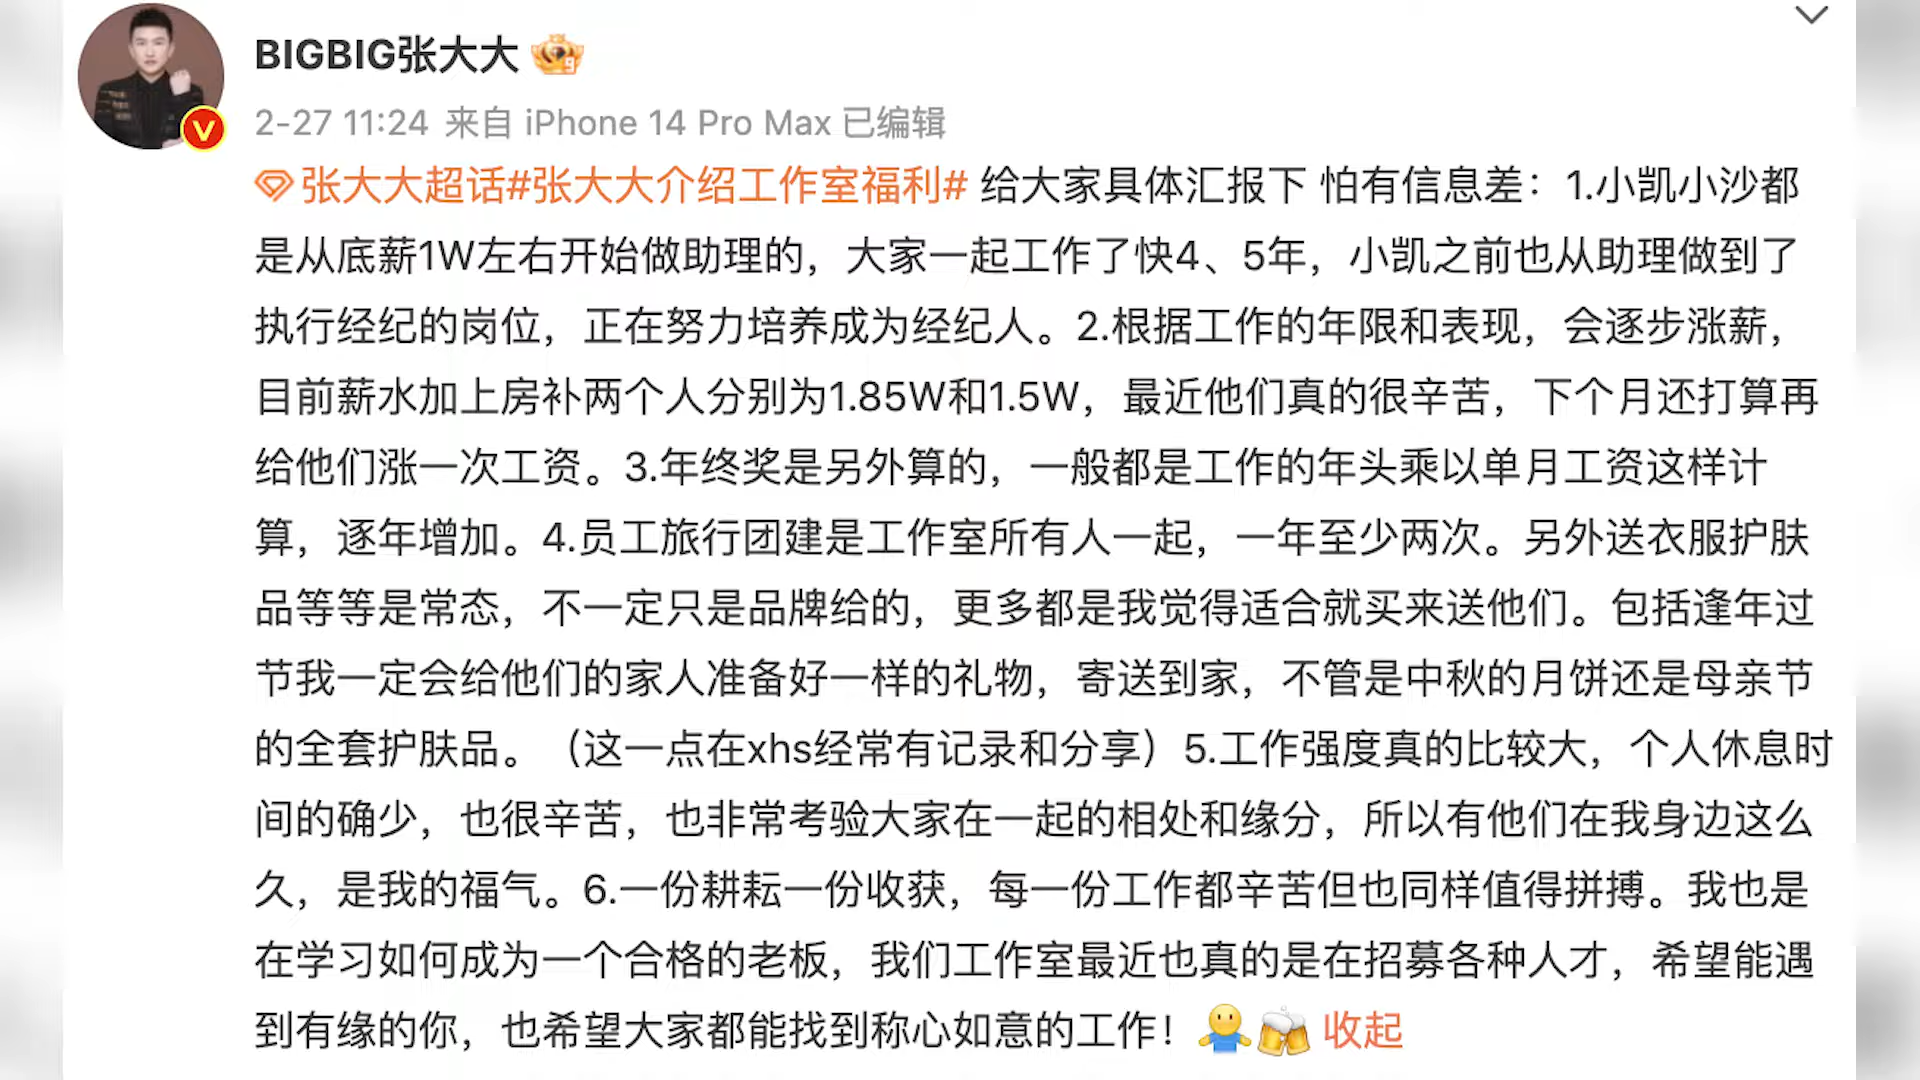 BIGBIG张大大
2-27 11:24 来自 iPhone 14 Pro Max 已编辑
张大大超话#张大大介绍工作室福利# 给大家具体汇报下 怕有信息差：1.小凯小沙都
是从底薪1W左右开始做助理的，大家一起工作了快4、5年，小凯之前也从助理做到了
执行经纪的岗位，正在努力培养成为经纪人。2.根据工作的年限和表现，会逐步涨薪，
目前薪水加上房补两个人分别为1.85W和1.5W，最近他们真的很辛苦，下个月还打算再
给他们涨一次工资。3.年终奖是另外算的，一般都是工作的年头乘以单月工资这样计
算，逐年增加。4.员工旅行团建是工作室所有人一起，一年至少两次。另外送衣服护肤
品等等是常态，不一定只是品牌给的，更多都是我觉得适合就买来送他们。包括逢年过
节我一定会给他们的家人准备好一样的礼物，寄送到家，不管是中秋的月饼还是母亲节
的全套护肤品。（这一点在xhs经常有记录和分享）5.工作强度真的比较大，个人休息时
间的确少，也很辛苦，也非常考验大家在一起的相处和缘分，所以有他们在我身边这么
久，是我的福气。6.一份耕耘一份收获，每一份工作都辛苦但也同样值得拼搏。我也是
在学习如何成为一个合格的老板，我们工作室最近也真的是在招募各种人才，希望能遇
到有缘的你，也希望大家都能找到称心如意的工作！ 收起